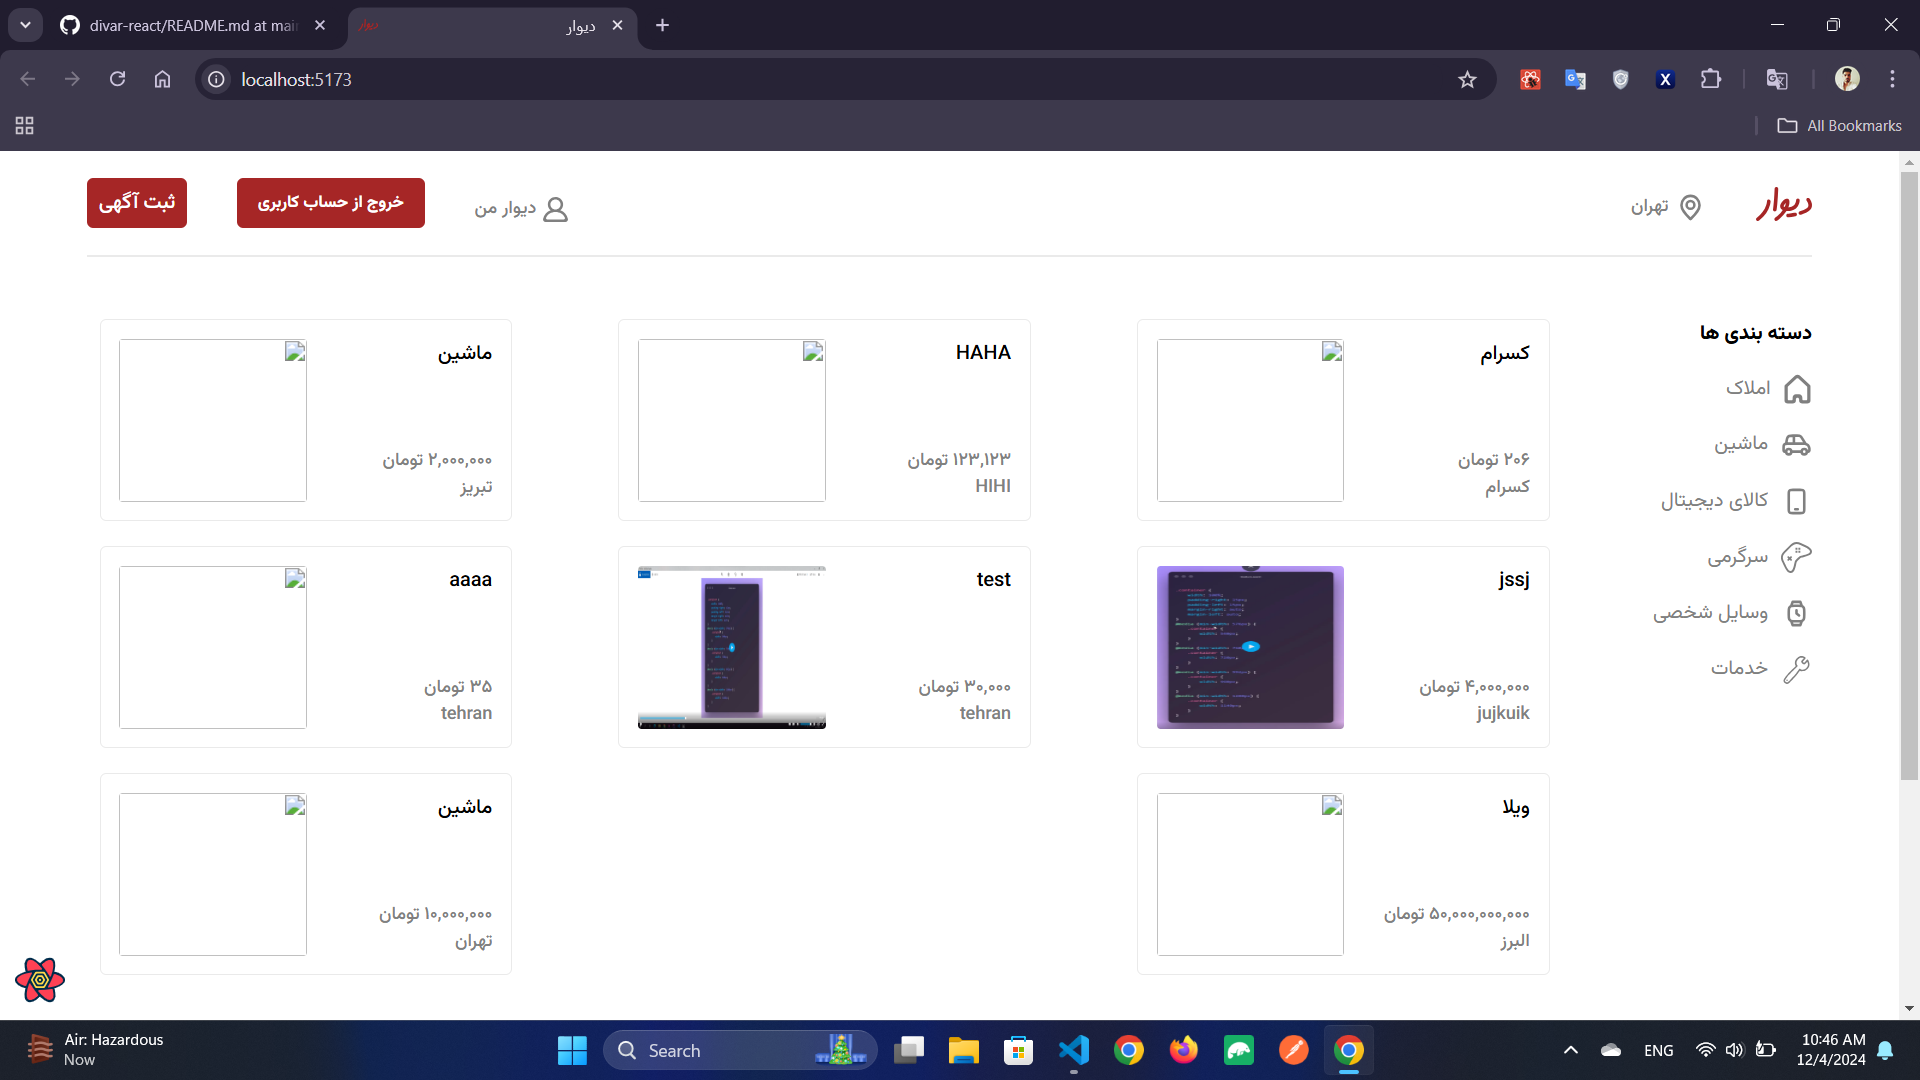 divar-react/README.md at mai
دیوار
localhost:5173
All Bookmarks
دیوار
تهران
دیوار من
خروج از حساب کاربری
ثبت آگهی
دسته بندی ها
املاک
ماشین
کالای دیجیتال
سرگرمی
وسایل شخصی
خدمات
کسرام
۲۰۶ تومان
کسرام
HAHA
۱۲۳,۱۲۳ تومان
HIHI
ماشین
۲,۰۰۰,۰۰۰ تومان
تبریز
jssj
۴,۰۰۰,۰۰۰ تومان
jujkuik
test
۳۰,۰۰۰ تومان
tehran
aaaa
۳۵ تومان
tehran
ویلا
۵۰,۰۰۰,۰۰۰,۰۰۰ تومان
البرز
ماشین
۱۰,۰۰۰,۰۰۰ تومان
تهران
Air: Hazardous
Now
Search
ENG
10:46 AM
12/4/2024